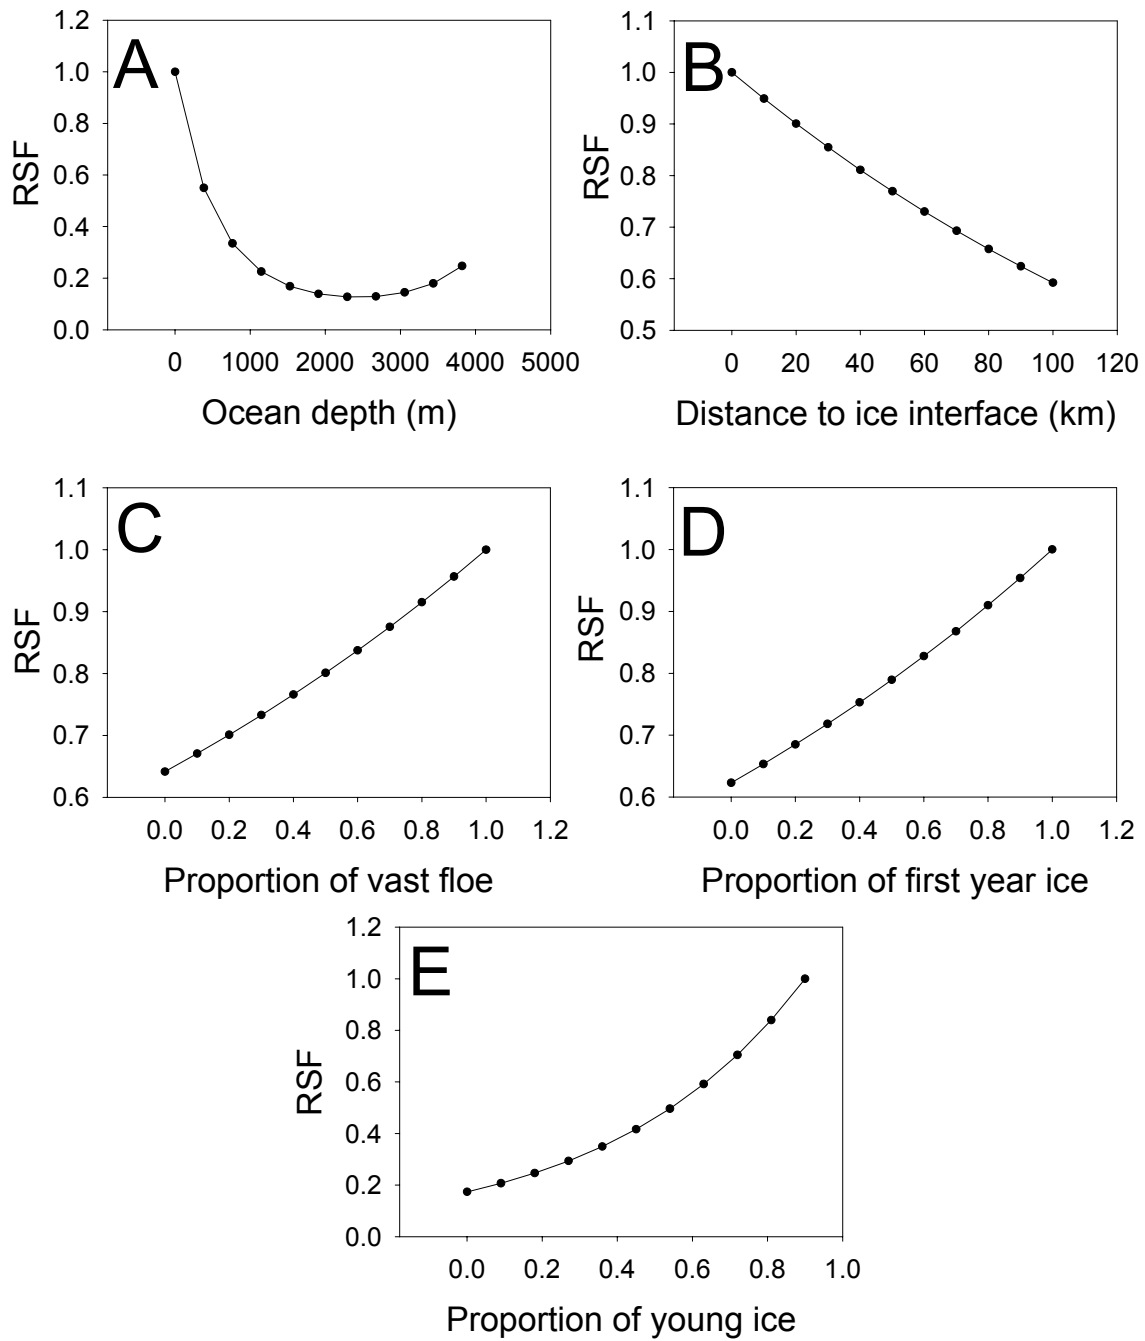 A
RSF
1.2
1.0
0.8
0.6
0.4
0.2
0.0
0 1000 2000 3000 4000 5000
Ocean depth (m)
B
RSF
1.1
1.0
0.9
0.8
0.7
0.6
0.5
0 20 40 60 80 100 120
Distance to ice interface (km)
C
RSF
1.1
1.0
0.9
0.8
0.7
0.6
0.0 0.2 0.4 0.6 0.8 1.0 1.2
Proportion of vast floe
D
RSF
1.1
1.0
0.9
0.8
0.7
0.6
0.0 0.2 0.4 0.6 0.8 1.0 1.2
Proportion of first year ice
E
RSF
1.2
1.0
0.8
0.6
0.4
0.2
0.0
0.0 0.2 0.4 0.6 0.8 1.0
Proportion of young ice